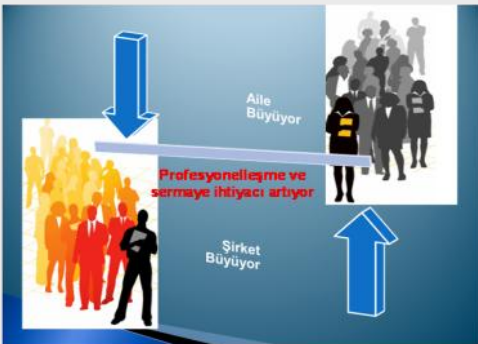 Aile
Büyüyor
Profesyonelleşme ve
sermaye ihtiyacı artıyor
Şirket
Büyüyor